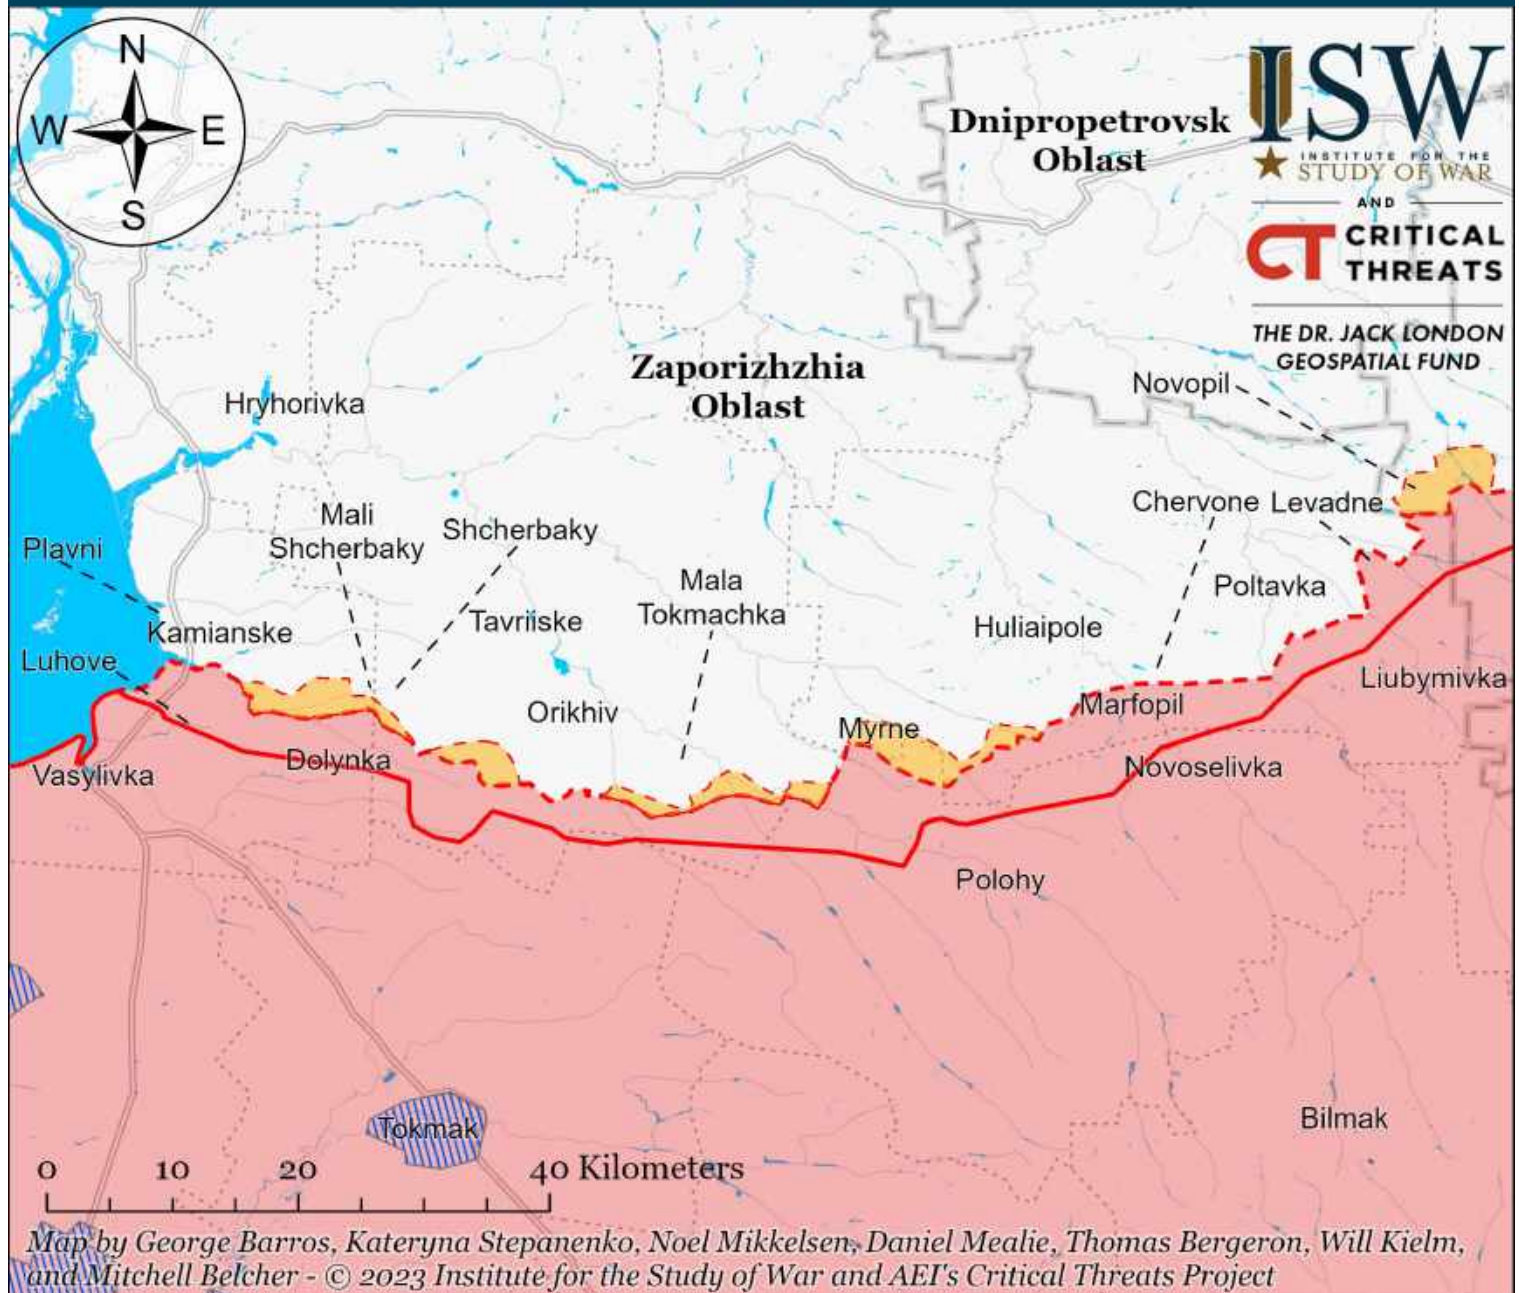 N
W
E
S
ISW
INSTITUTE FOR THE
STUDY OF WAR
AND
CT CRITICAL
THREATS
THE DR. JACK LONDON
GEOSPATIAL FUND
Dnipropetrovsk
Oblast
Zaporizhzhia
Oblast
Novopil
Hryhorivka
Mali
Shcherbaky
Shcherbaky
Chervone
Levadne
Plavni
Mala
Tokmachka
Poltavka
Kamianske
Tavriiske
Huliaipole
Luhove
Orikhiv
Liubymivka
Marfopil
Myrne
Dolynka
Vasylivka
Novoselivka
Polohy
Tokmak
Bilmak
0 10 20 40 Kilometers
Map by George Barros, Kateryna Stepanenko, Noel Mikkelsen, Daniel Mealie, Thomas Bergeron, Will Kielm,
and Mitchell Belcher - © 2023 Institute for the Study of War and AEI's Critical Threats Project